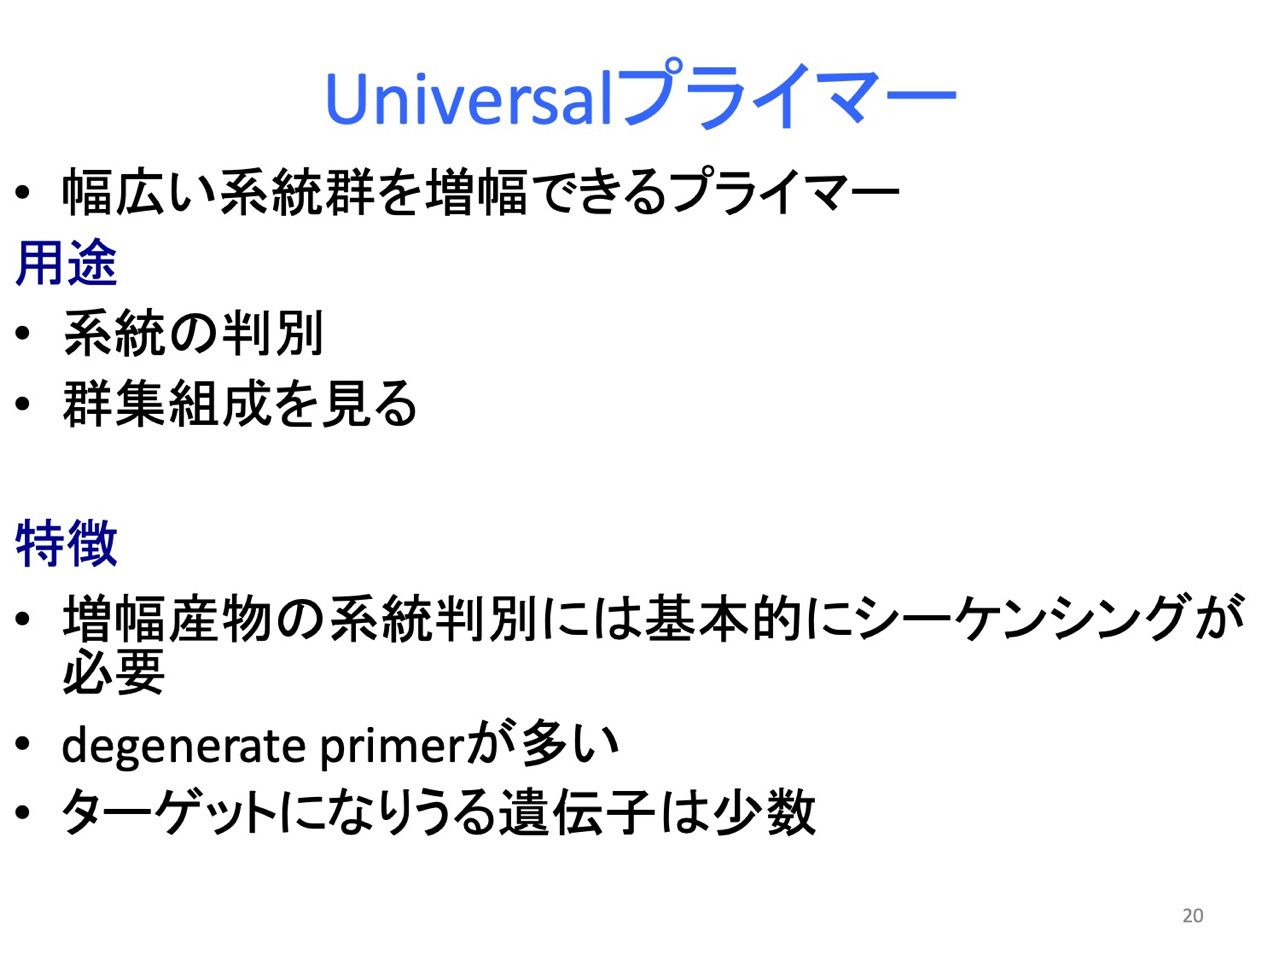 Universalプライマー
• 幅広い系統群を増幅できるプライマー
用途
• 系統の判別
• 群集組成を見る
特徴
• 増幅産物の系統判別には基本的にシーケンシングが
必要
• degenerate primerが多い
• ターゲットになりうる遺伝子は少数
20